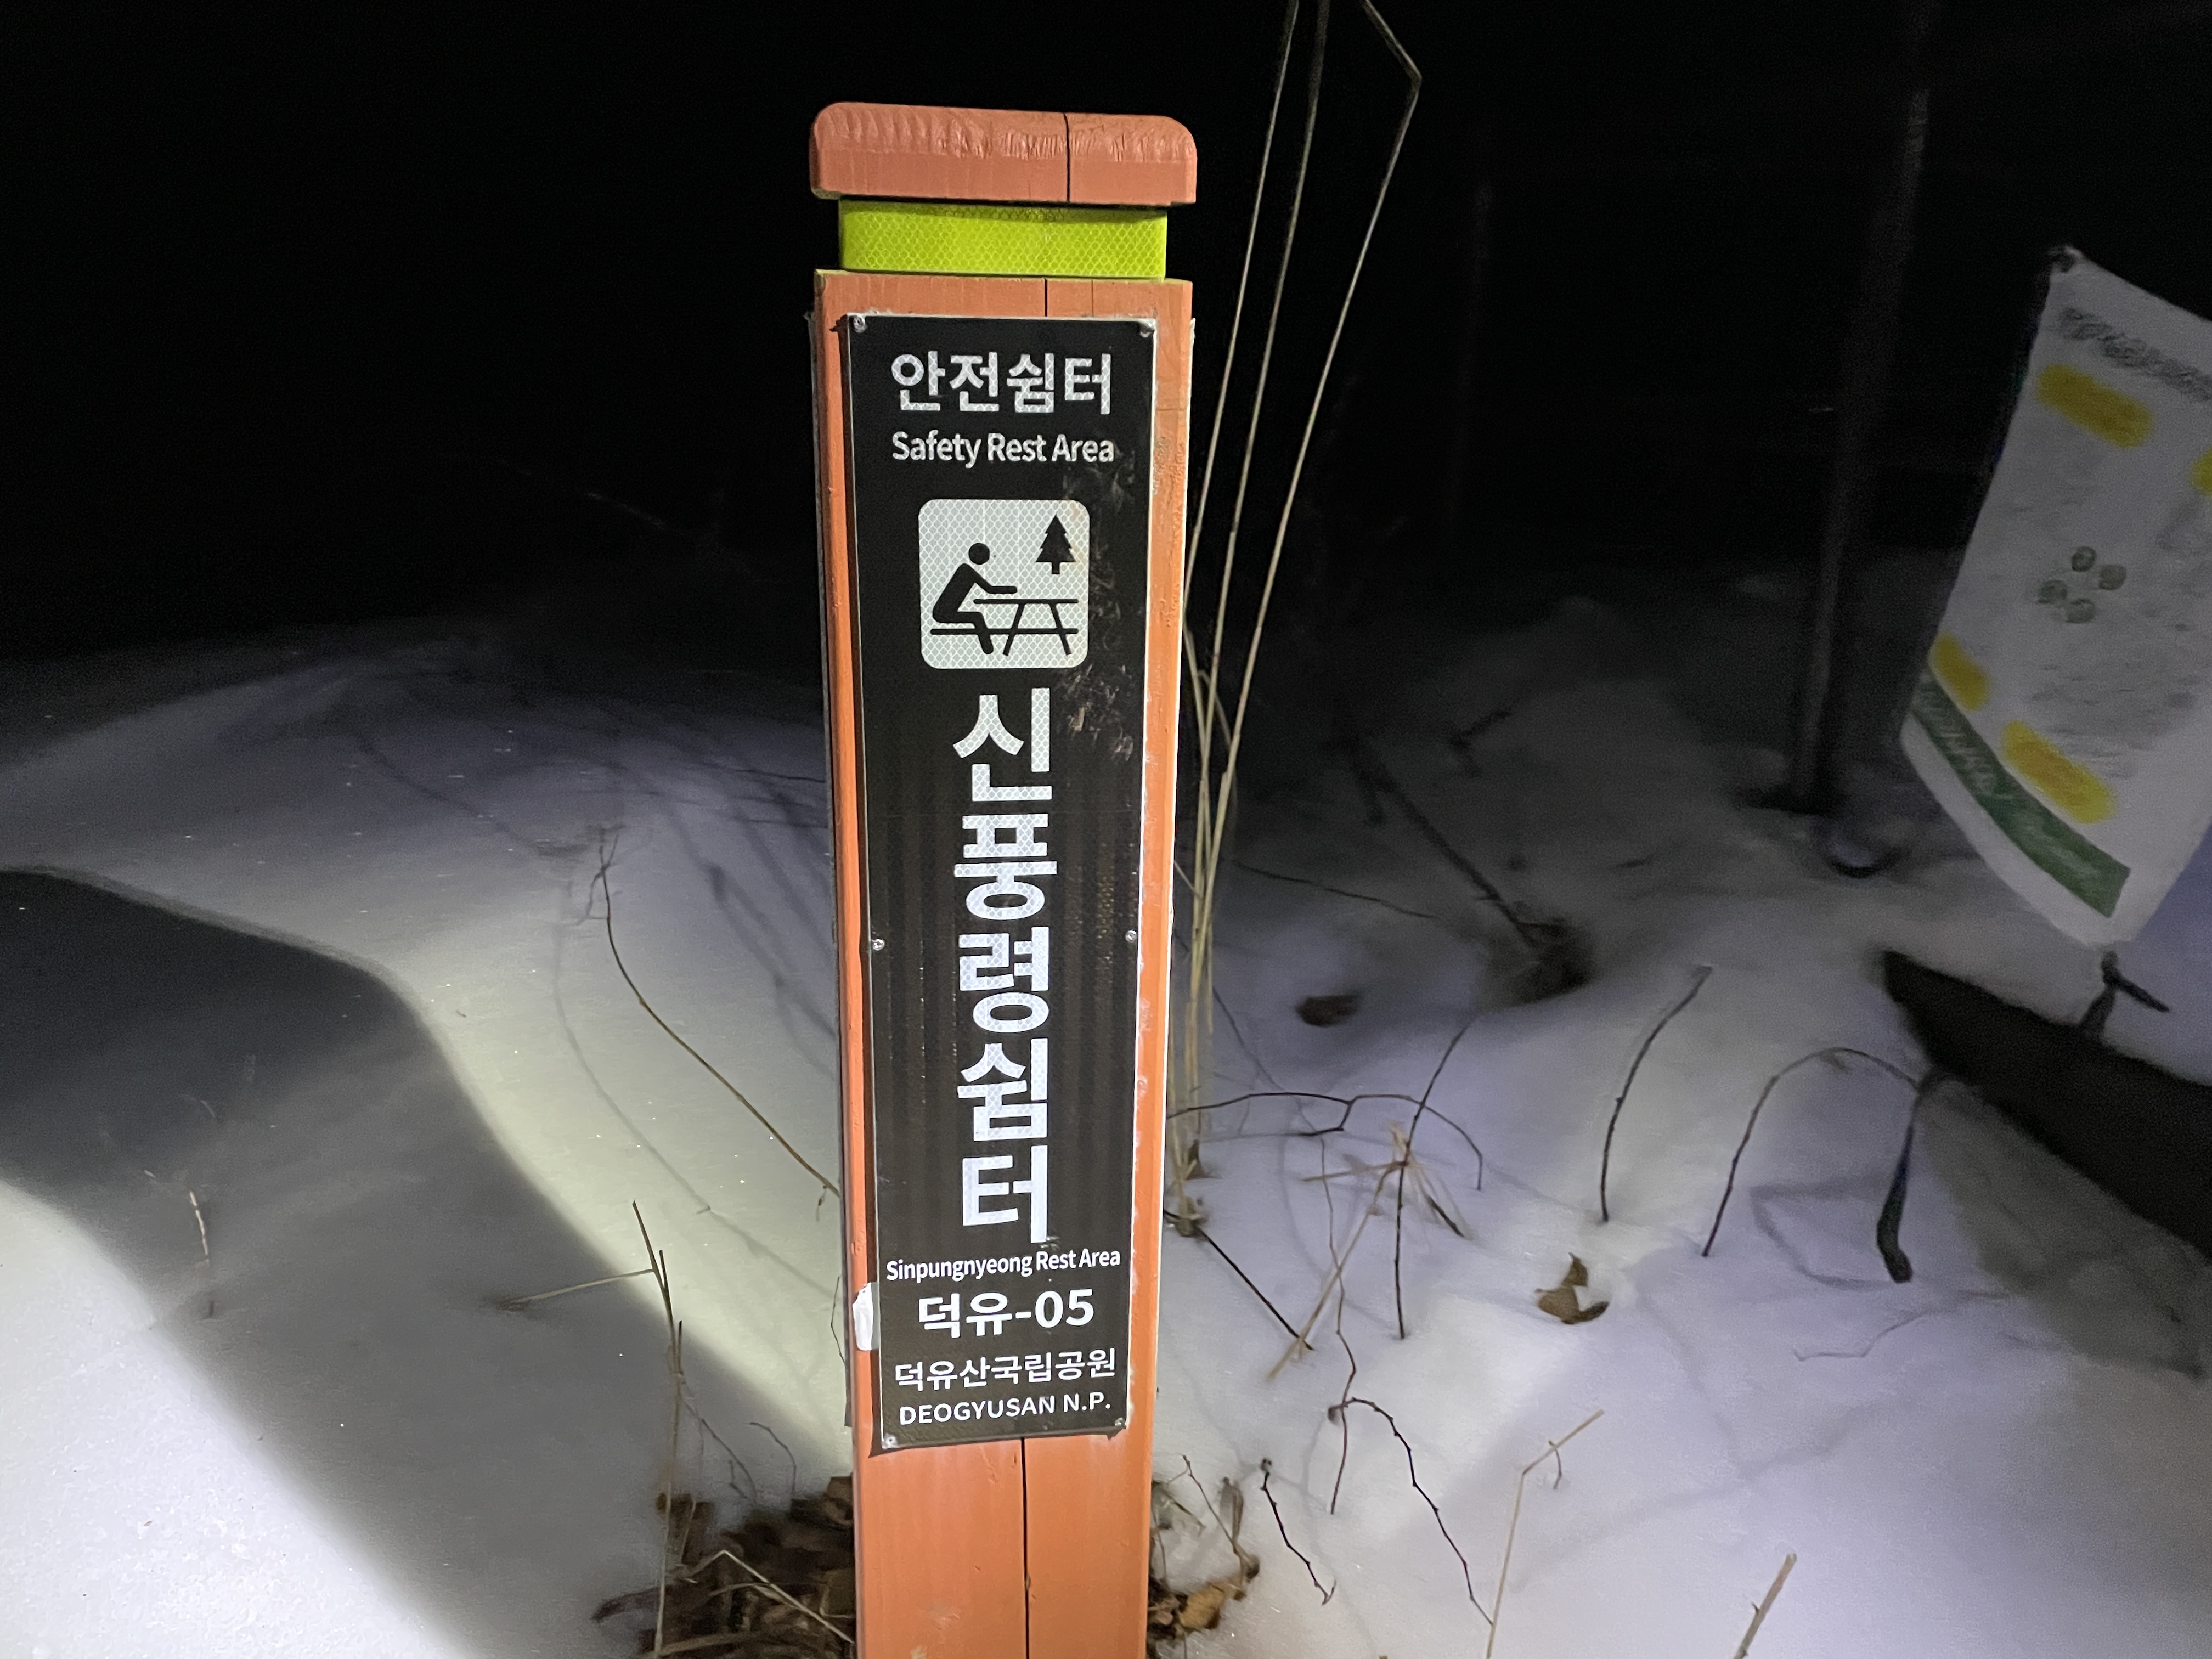 안전쉼터
Safety Rest Area
신풍령쉼터
Sinpungnyeong Rest Area
덕유-05
덕유산국립공원
DEOGYUSAN N.P.